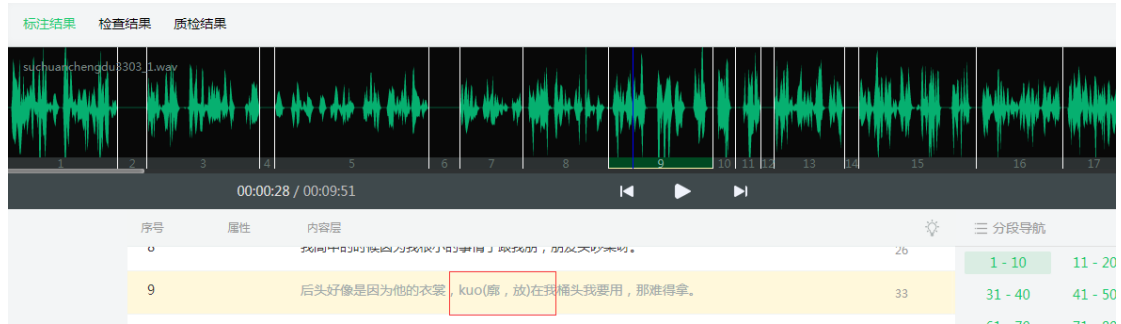 标注结果 检查结果 质检结果
suchuanchengdu3303_1.wav
1 2 3 4 5 6 7 8 9 10 11 12 13 14 15 16 17
00:00:28 / 00:09:51
序号 属性 内容层 分段导航
8 26
9 后头好像是因为他的衣裳，kuo(廓，放)在我桶头我要用，那难得拿。 33
1 - 10 11 - 20
31 - 40 41 - 50